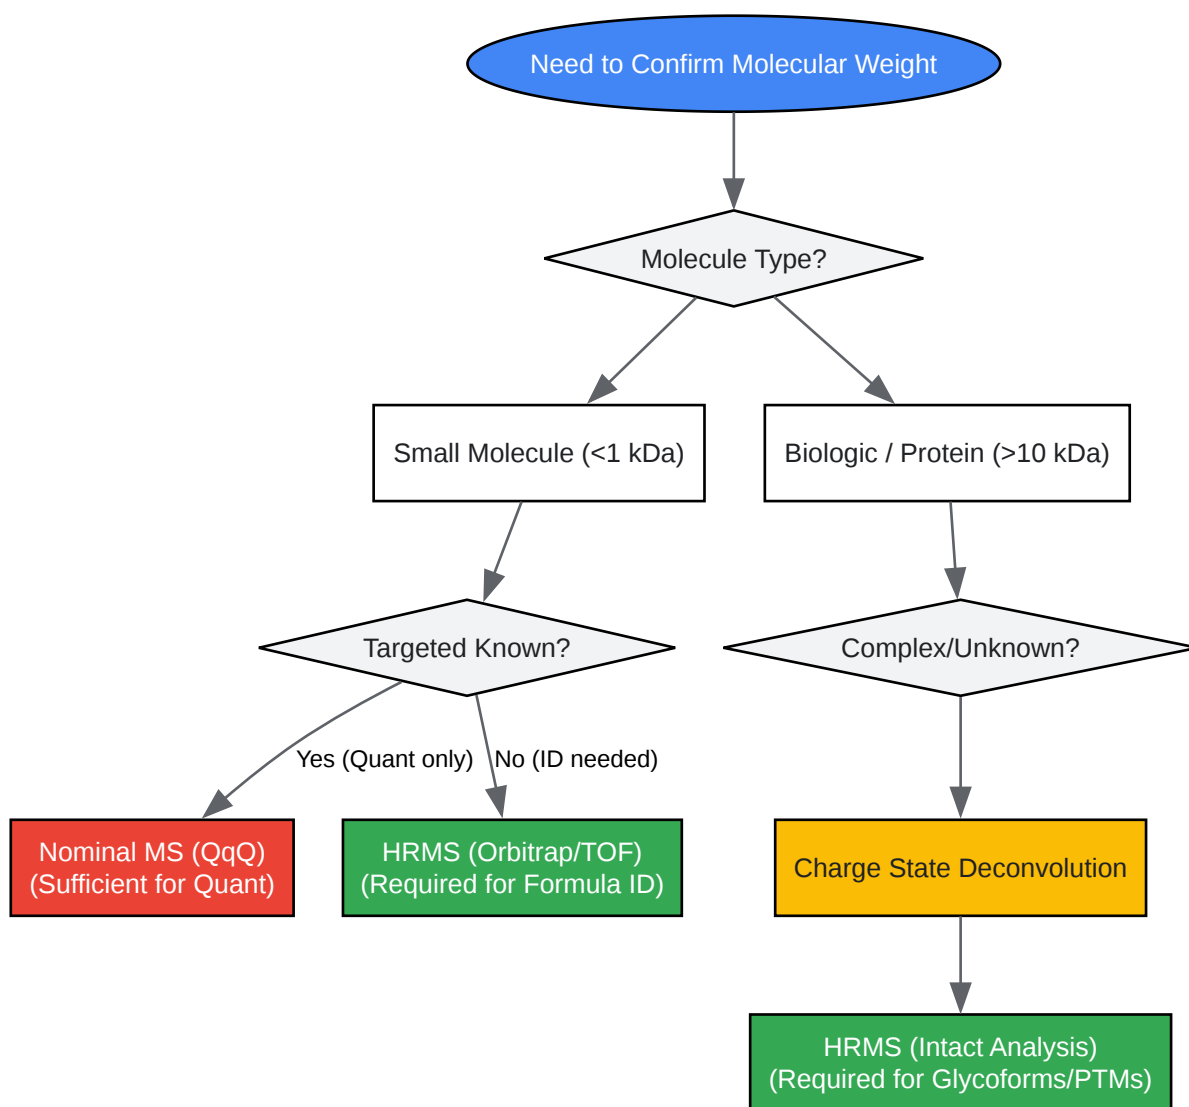 Need to Confirm Molecular Weight
Molecule Type?
Small Molecule (<1 kDa)
Biologic / Protein (>10 kDa)
Targeted Known?
Complex/Unknown?
Yes (Quant only)
No (ID needed)
Nominal MS (QqQ)
(Sufficient for Quant)
HRMS (Orbitrap/TOF)
(Required for Formula ID)
Charge State Deconvolution
HRMS (Intact Analysis)
(Required for Glycoforms/PTMs)